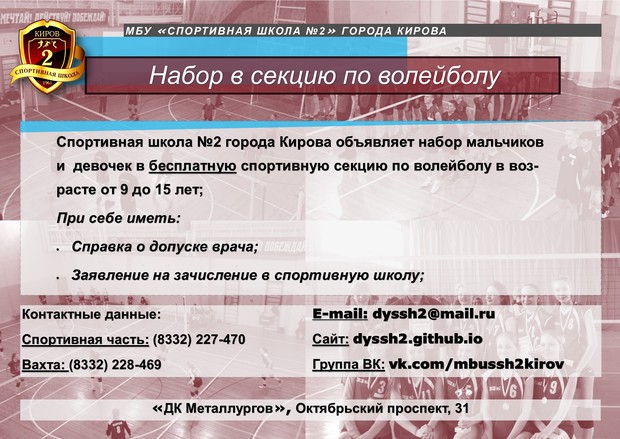 МБУ «СПОРТИВНАЯ ШКОЛА №2» ГОРОДА КИРОВА
КИРОВ
2
СПОРТИВНАЯ ШКОЛА
Набор в секцию по волейболу
Спортивная школа №2 города Кирова объявляет набор мальчиков
и девочек в бесплатную спортивную секцию по волейболу в воз-
расте от 9 до 15 лет;
При себе иметь:
. Справка о допуске врача;
. Заявление на зачисление в спортивную школу;
Контактные данные:
Спортивная часть: (8332) 227-470
Вахта: (8332) 228-469
E-mail: dyssh2@mail.ru
Сайт: dyssh2.github.io
Группа ВК: vk.com/mbussh2kirov
«ДК Металлургов», Октябрьский проспект, 31